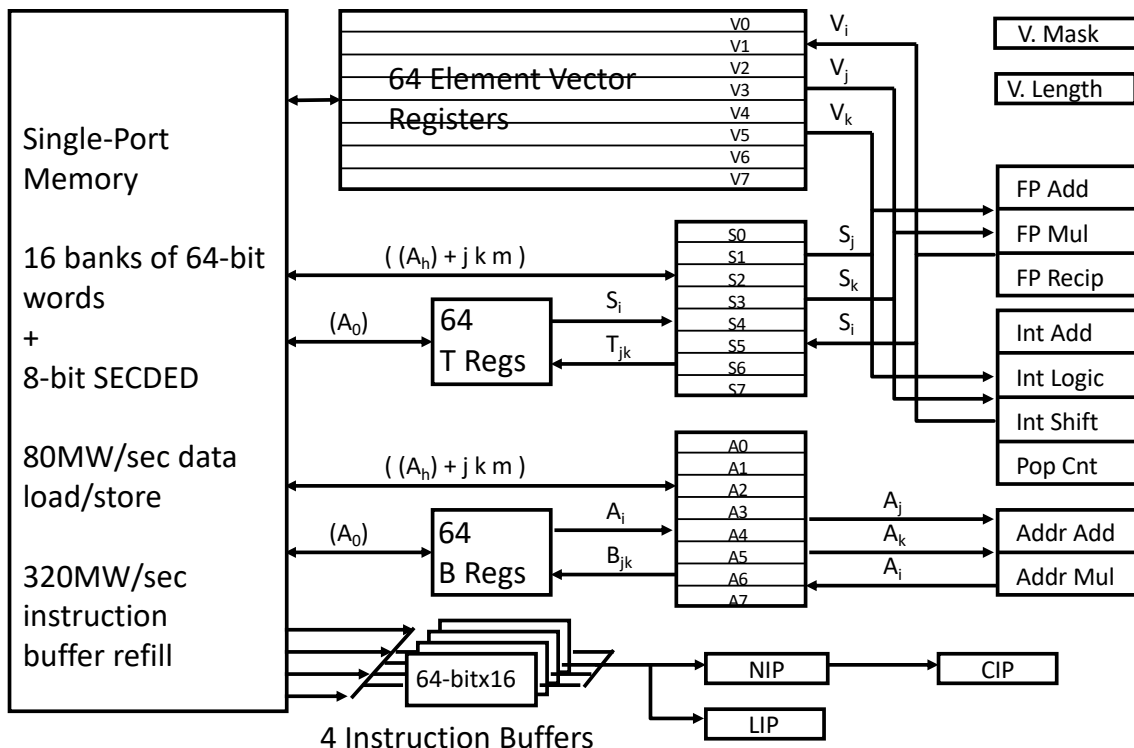 Single-Port
Memory
16 banks of 64-bit
words
+
8-bit SECDED
80MW/sec data
load/store
320MW/sec
instruction
buffer refill
64 Element Vector
Registers
V0
V1
V2
V3
V4
V5
V6
V7
Vi
Vj
Vk
V. Mask
V. Length
FP Add
FP Mul
FP Recip
( (Ah) + j k m )
(A0)
64
T Regs
Si
Tjk
S0
S1
S2
S3
S4
S5
S6
S7
Sj
Sk
Si
Int Add
Int Logic
Int Shift
Pop Cnt
( (Ah) + j k m )
(A0)
64
B Regs
Ai
Bjk
A0
A1
A2
A3
A4
A5
A6
A7
Aj
Ak
Ai
Addr Add
Addr Mul
64-bitx16
4 Instruction Buffers
NIP
CIP
LIP